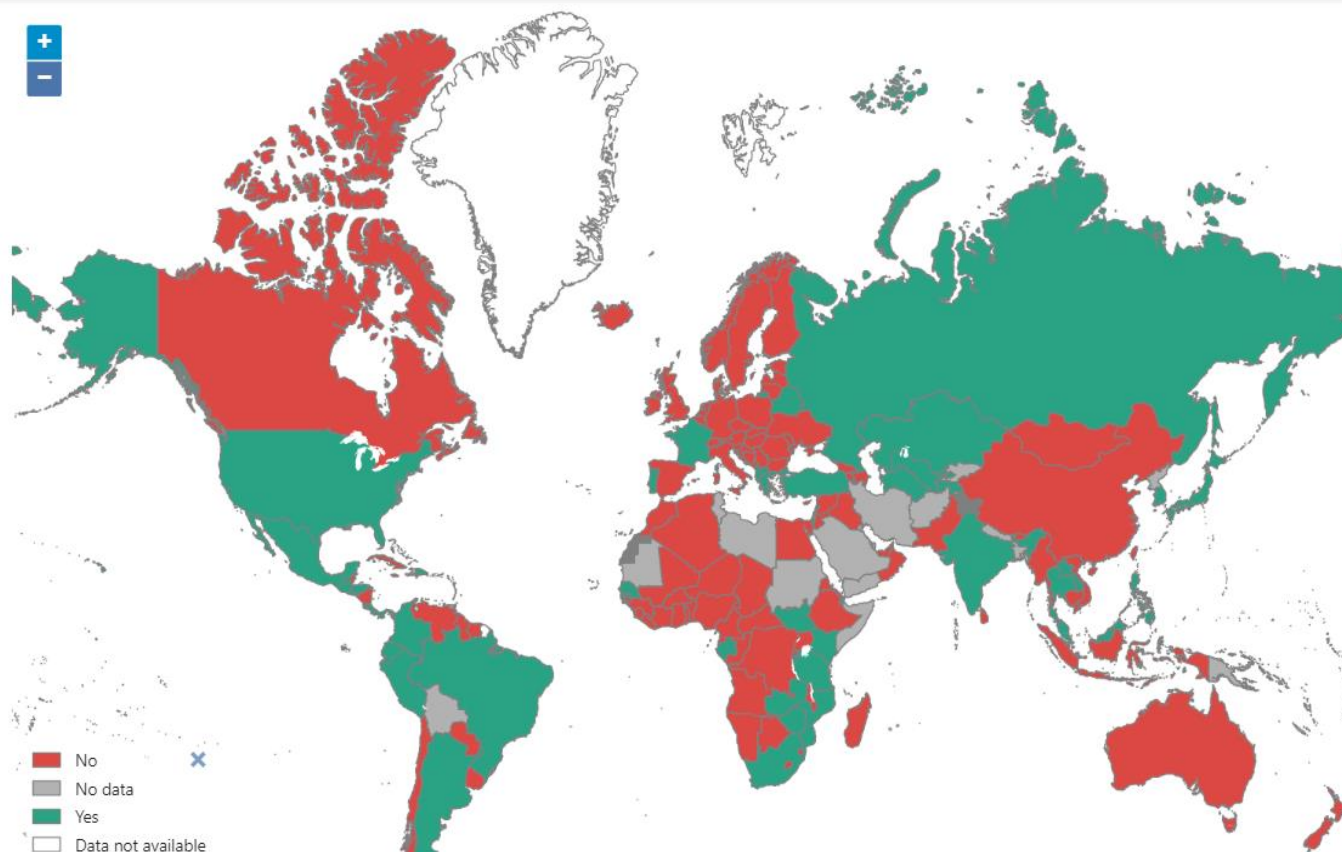 +
−
No
No data
Yes
Data not available